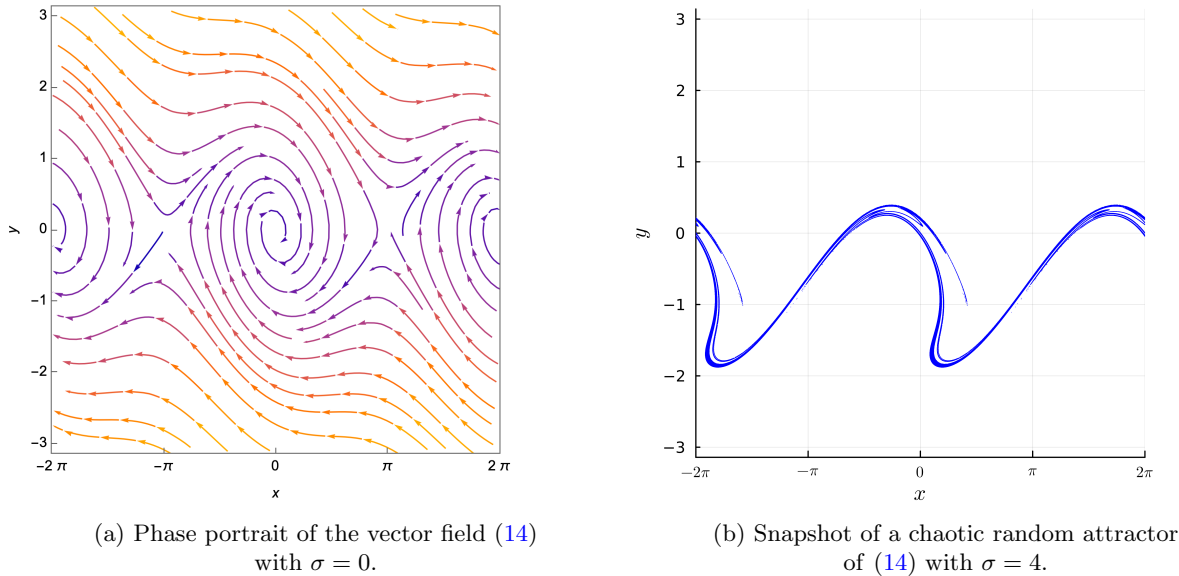 3
2
1
0
−1
−2
−3
y
−2 π
−π
0
π
2 π
x
(a) Phase portrait of the vector field (14)
with σ = 0.
3
2
1
0
−1
−2
−3
y
−2π
−π
0
π
2π
x
(b) Snapshot of a chaotic random attractor
of (14) with σ = 4.